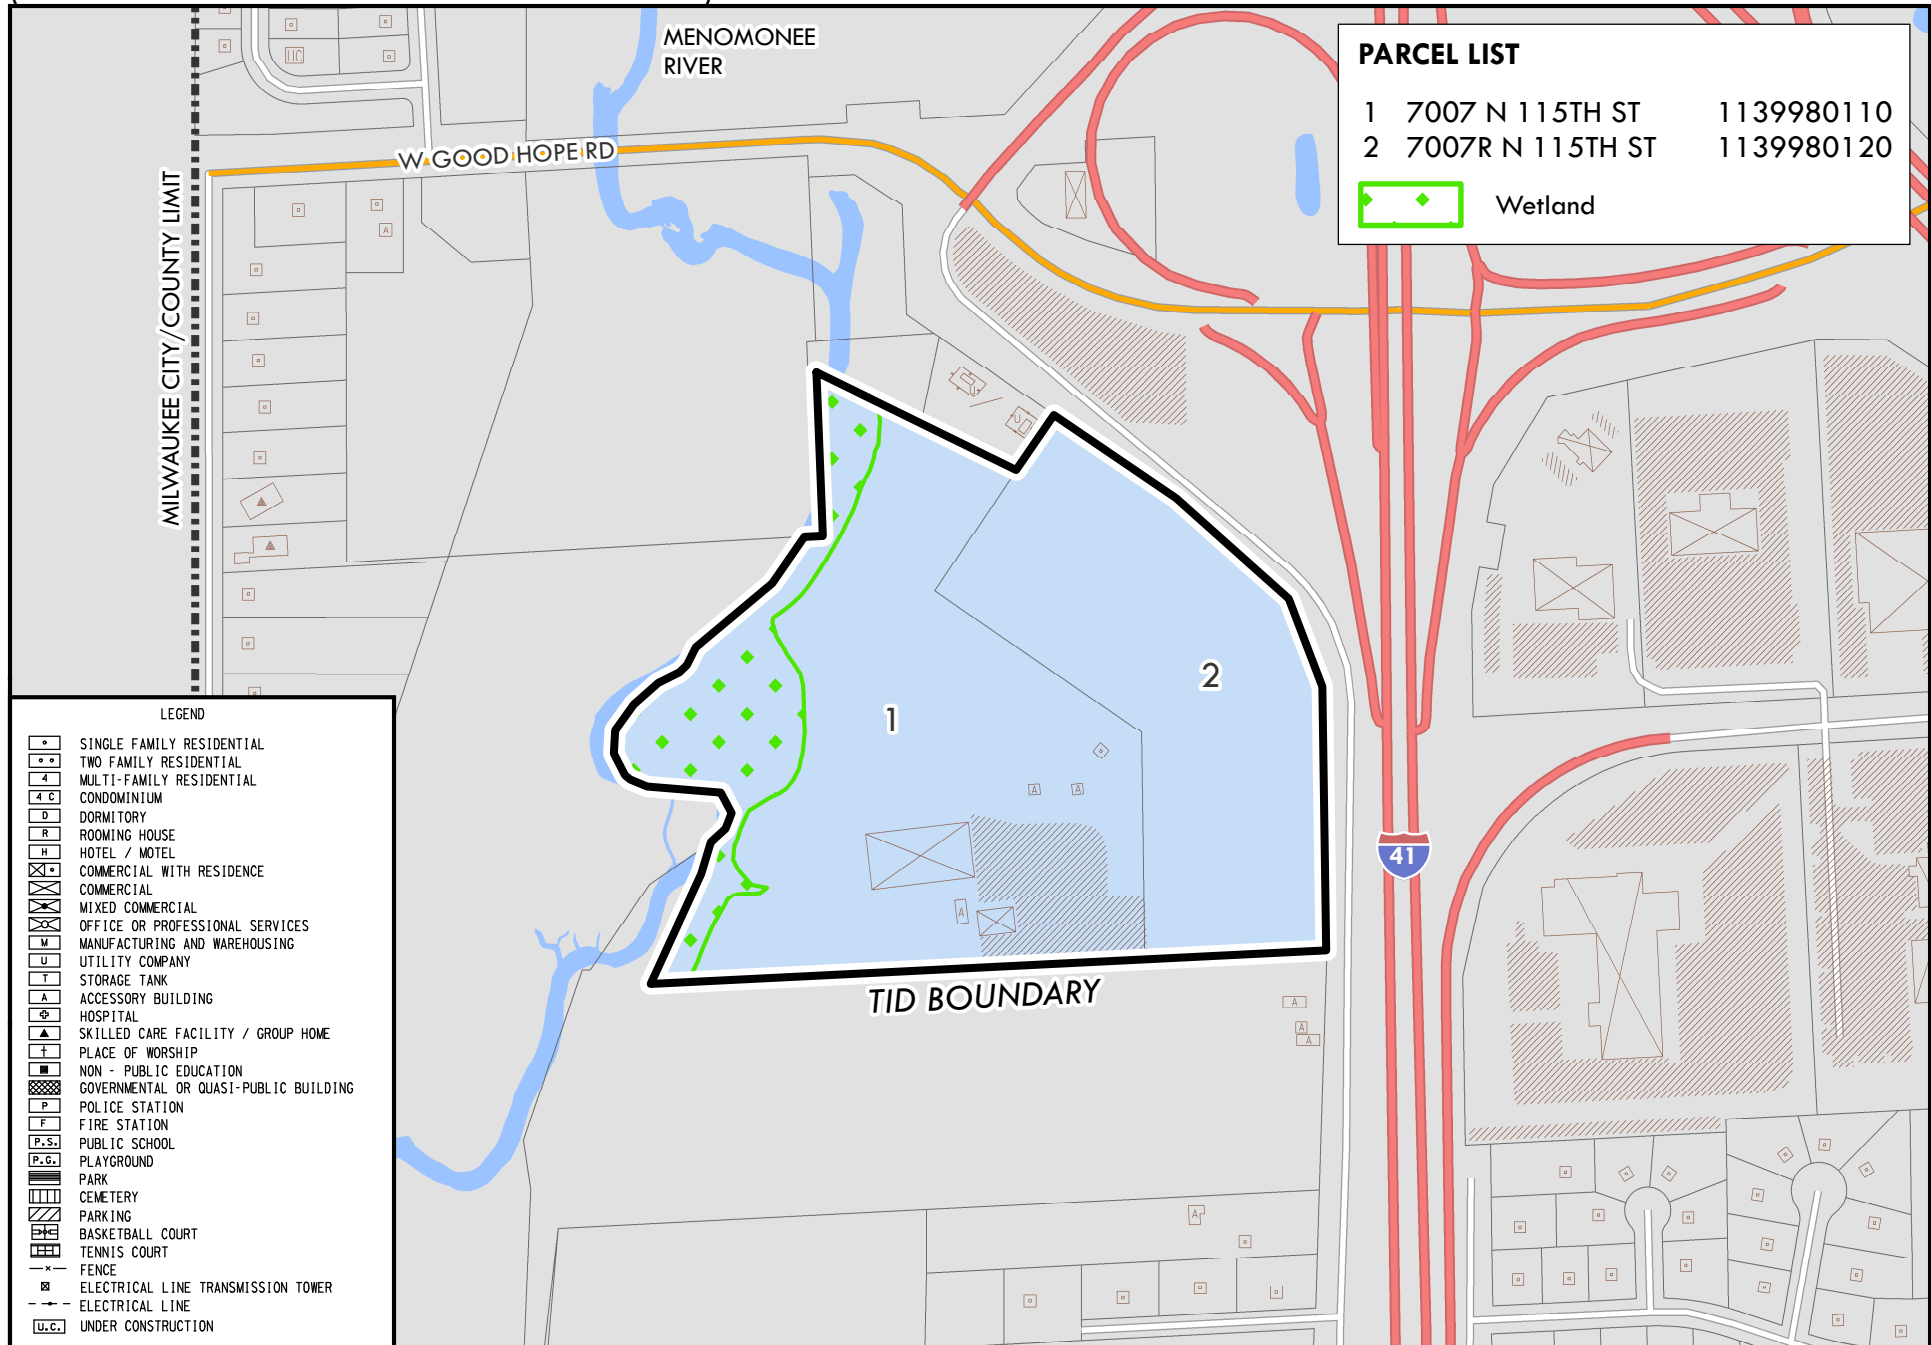 MENOMONEE
RIVER
W GOOD HOPE RD
MILWAUKEE CITY/COUNTY LIMIT
PARCEL LIST
1 7007 N 115TH ST 1139980110
2 7007R N 115TH ST 1139980120
Wetland
UC
A
1
2
A A
A
41
TID BOUNDARY
A
A
A
A
LEGEND
SINGLE FAMILY RESIDENTIAL
TWO FAMILY RESIDENTIAL
4 MULTI-FAMILY RESIDENTIAL
4 C CONDOMINIUM
D DORMITORY
R ROOMING HOUSE
H HOTEL / MOTEL
COMMERCIAL WITH RESIDENCE
COMMERCIAL
MIXED COMMERCIAL
OFFICE OR PROFESSIONAL SERVICES
M MANUFACTURING AND WAREHOUSING
U UTILITY COMPANY
T STORAGE TANK
A ACCESSORY BUILDING
HOSPITAL
SKILLED CARE FACILITY / GROUP HOME
PLACE OF WORSHIP
NON - PUBLIC EDUCATION
GOVERNMENTAL OR QUASI-PUBLIC BUILDING
P POLICE STATION
F FIRE STATION
P.S. PUBLIC SCHOOL
P.G. PLAYGROUND
PARK
CEMETERY
PARKING
BASKETBALL COURT
TENNIS COURT
FENCE
ELECTRICAL LINE TRANSMISSION TOWER
ELECTRICAL LINE
U.C. UNDER CONSTRUCTION